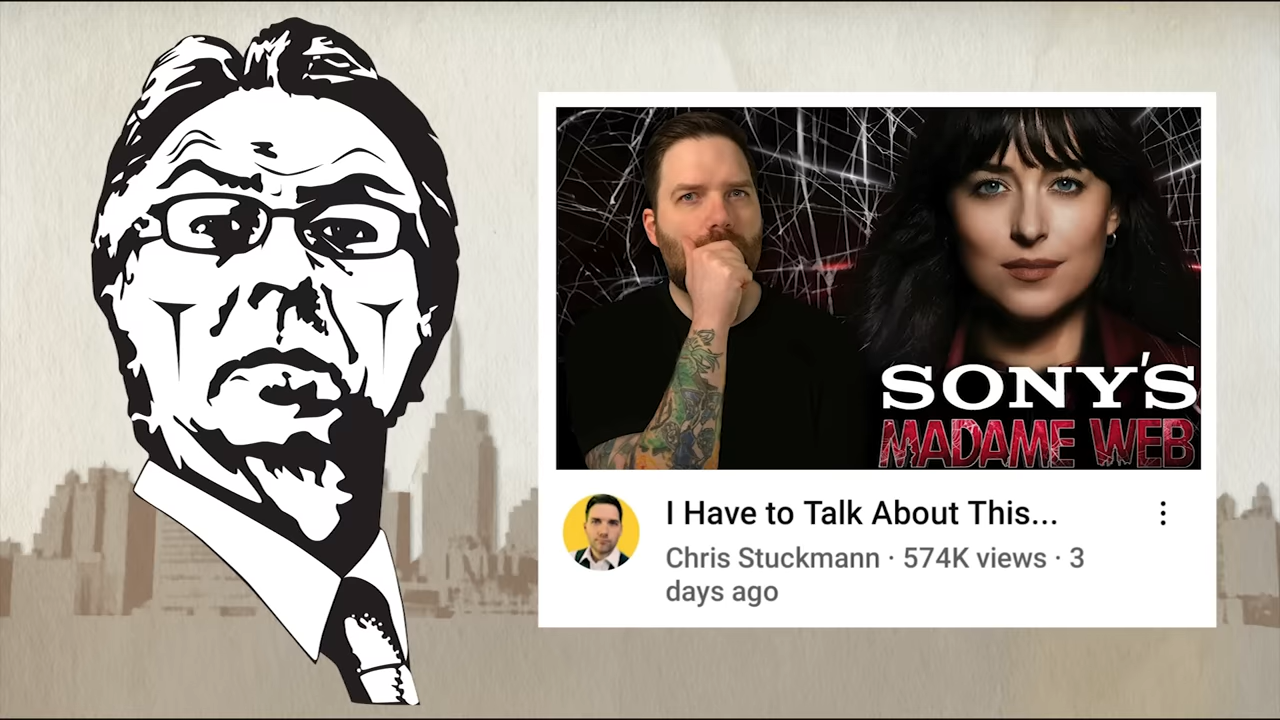 SONY'S
MADAME WEB
I Have to Talk About This...
Chris Stuckmann · 574K views · 3
days ago